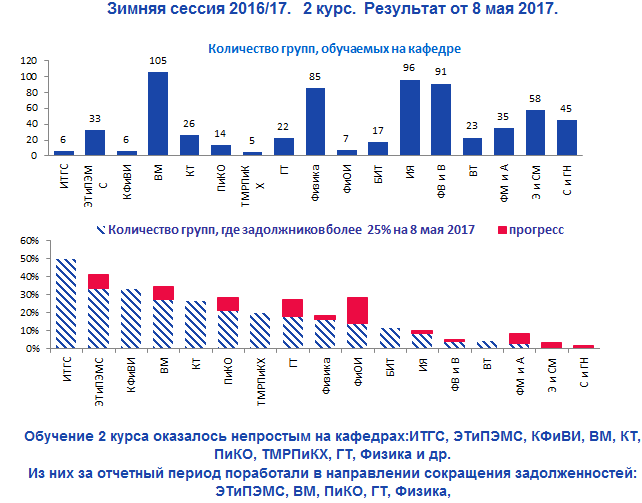 Зимняя сессия 2016/17. 2 курс. Результат от 8 мая 2017.
Количество групп, обучаемых на кафедре
120
100
80
60
40
20
0
6
33
6
105
26
14
5
22
85
7
17
96
91
23
35
58
45
ИТГС
ЭТиПЭМ
С
КФиВИ
ВМ
КТ
ПиКО
ТМРПиК
Х
ГТ
Физика
ФиОИ
БИТ
ИЯ
ФВ и В
ВТ
ФМ и А
Э и СМ
С и ГН
Количество групп, где задолжников более 25% на 8 мая 2017
прогресс
60%
50%
40%
30%
20%
10%
0%
ИТГС
ЭТиПЭМС
КФиВИ
ВМ
КТ
ПиКО
ТМРПиКХ
ГТ
Физика
ФиОИ
БИТ
ИЯ
ФВ и В
ВТ
ФМ и А
Э и СМ
С и ГН
Обучение 2 курса оказалось непростым на кафедрах:ИТГС, ЭТиПЭМС, КФиВИ, ВМ, КТ,
ПиКО, ТМРПиКХ, ГТ, Физика и др.
Из них за отчетный период поработали в направлении сокращения задолженностей:
ЭТиПЭМС, ВМ, ПиКО, ГТ, Физика,